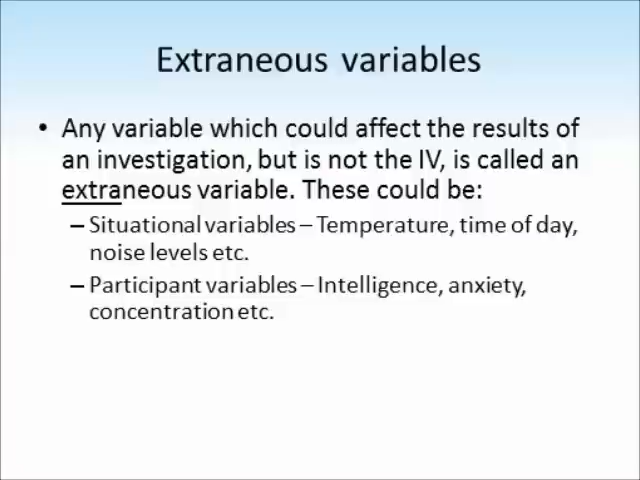 Extraneous variables
• Any variable which could affect the results of
an investigation, but is not the IV, is called an
extraneous variable. These could be:
– Situational variables – Temperature, time of day,
noise levels etc.
– Participant variables – Intelligence, anxiety,
concentration etc.